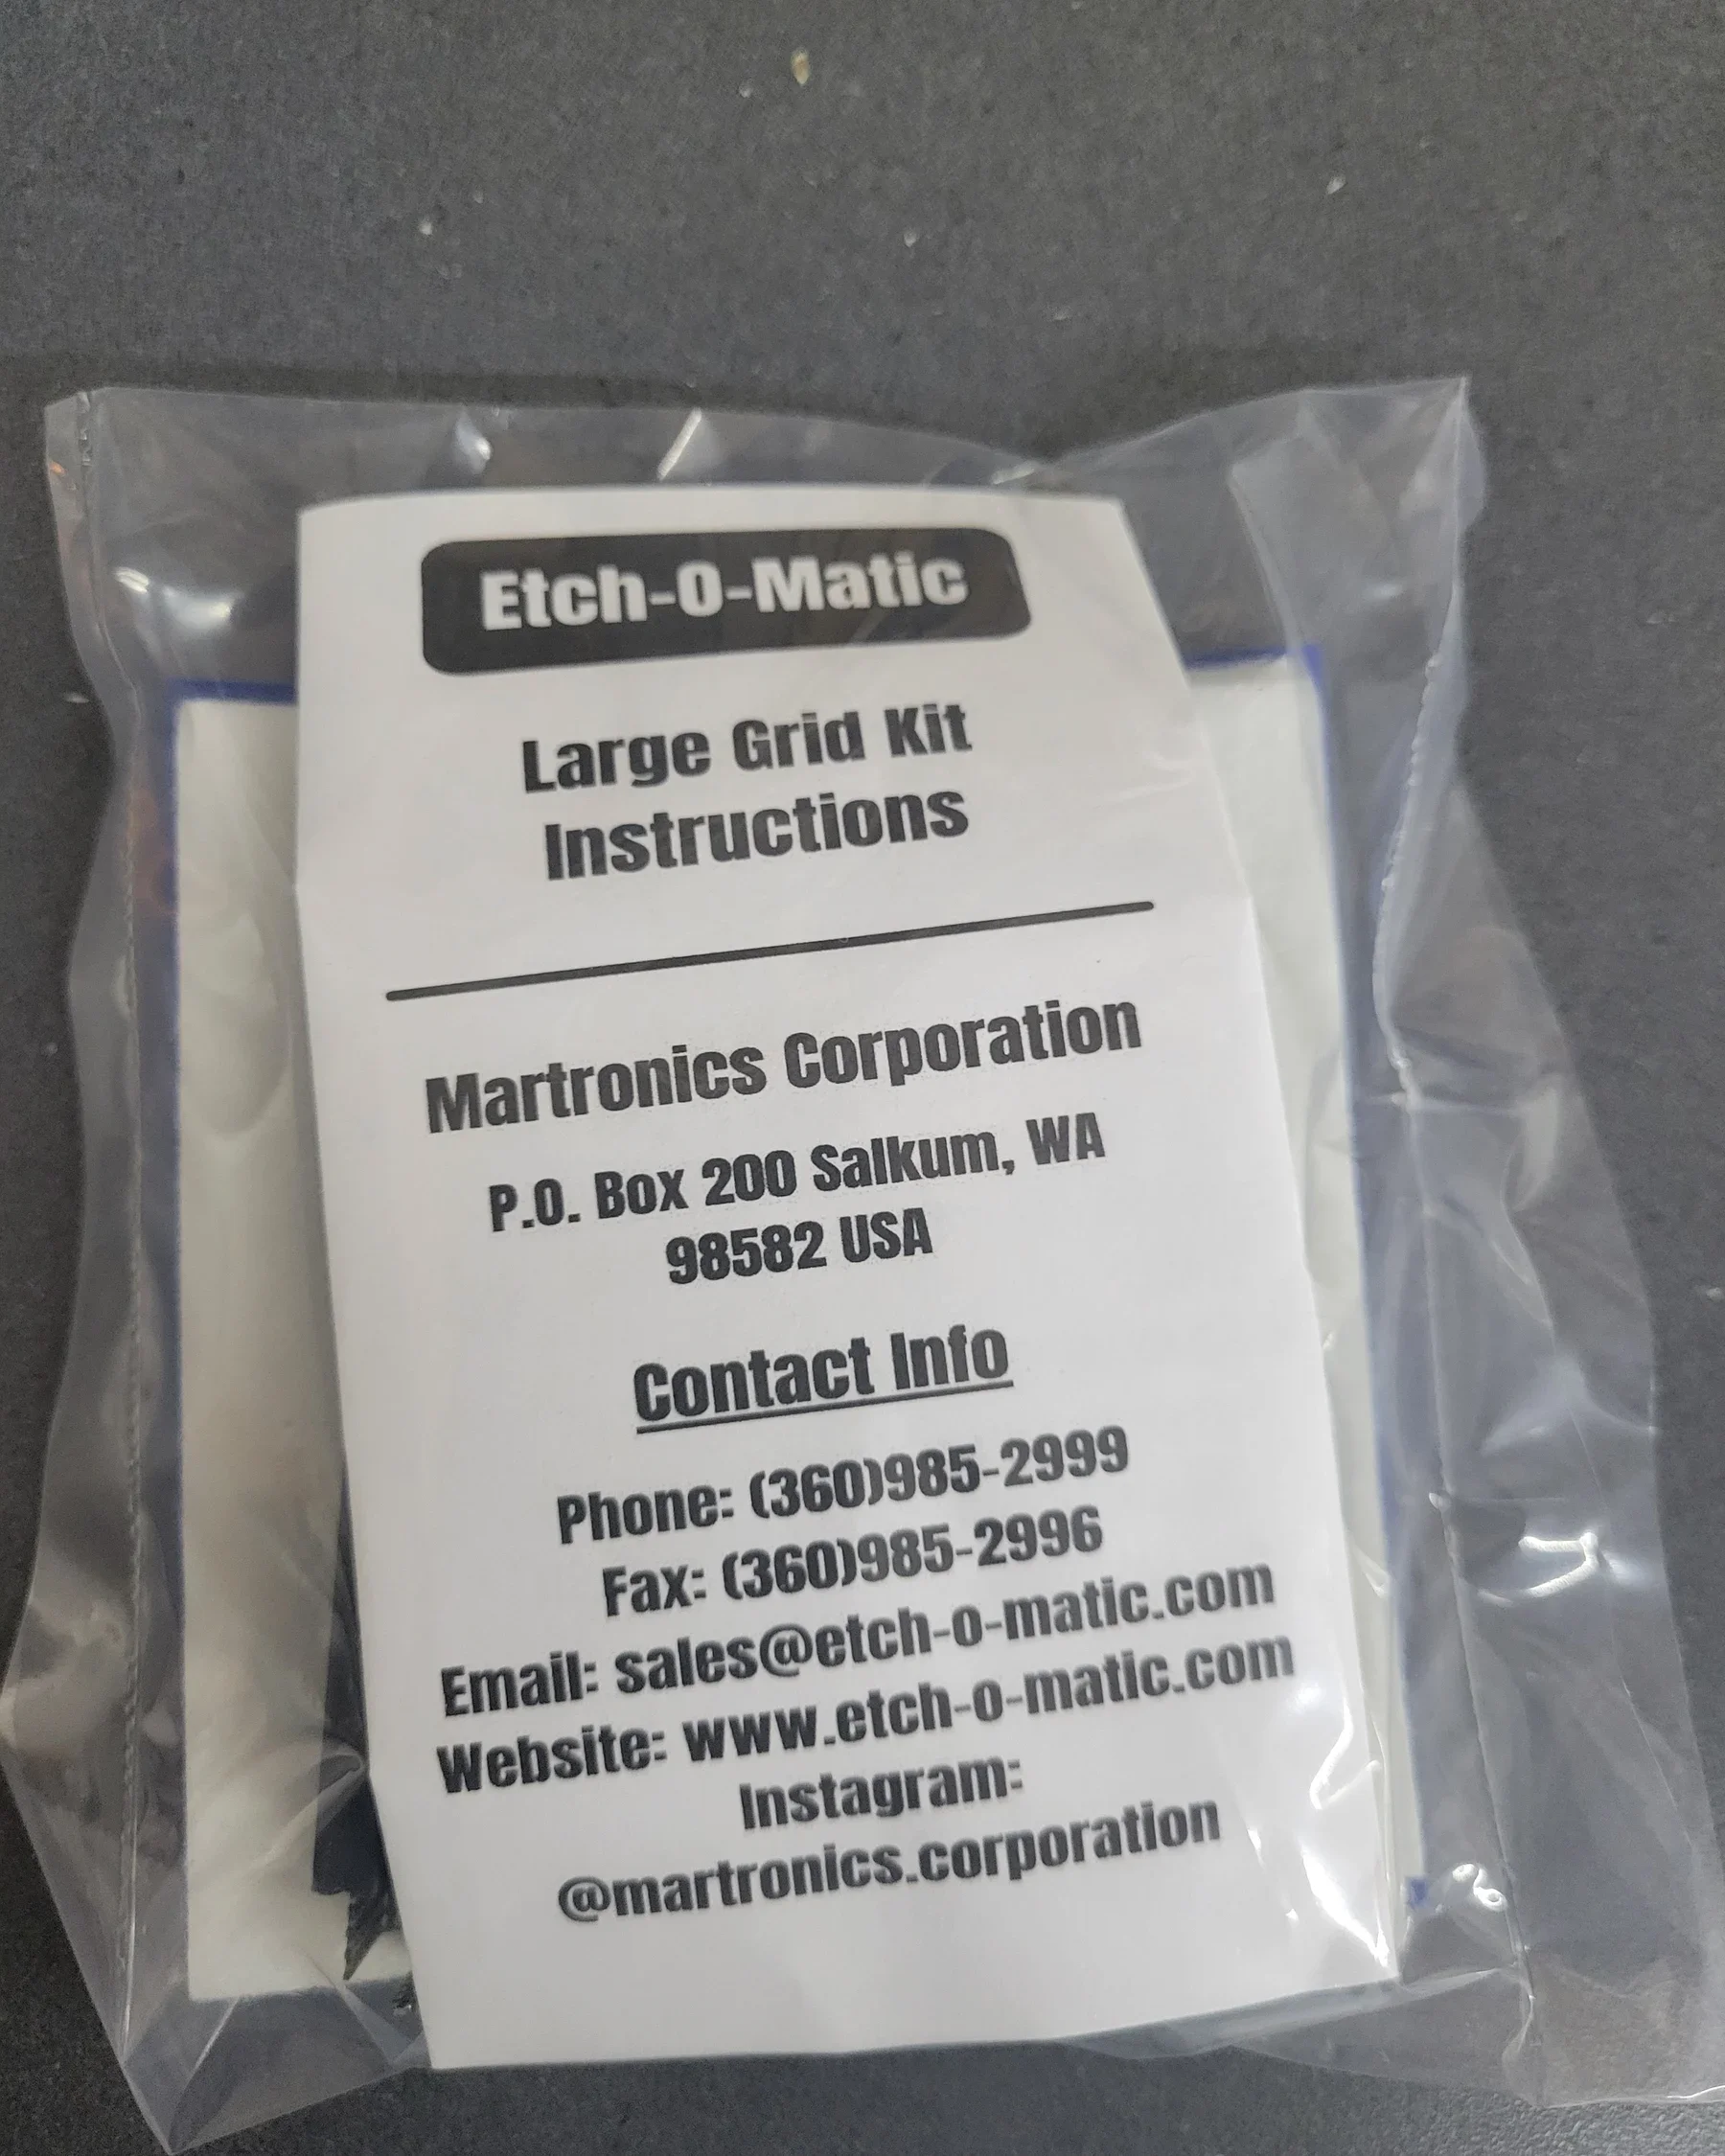 Etch-O-Matic
Large Grid Kit
Instructions
Martronics Corporation
P.O. Box 200 Salkum, WA
98582 USA
Contact Info
Phone: (360)985-2999
Fax: (360)985-2996
Email: sales@etch-o-matic.com
Website: www.etch-o-matic.com
Instagram:
@martronics.corporation